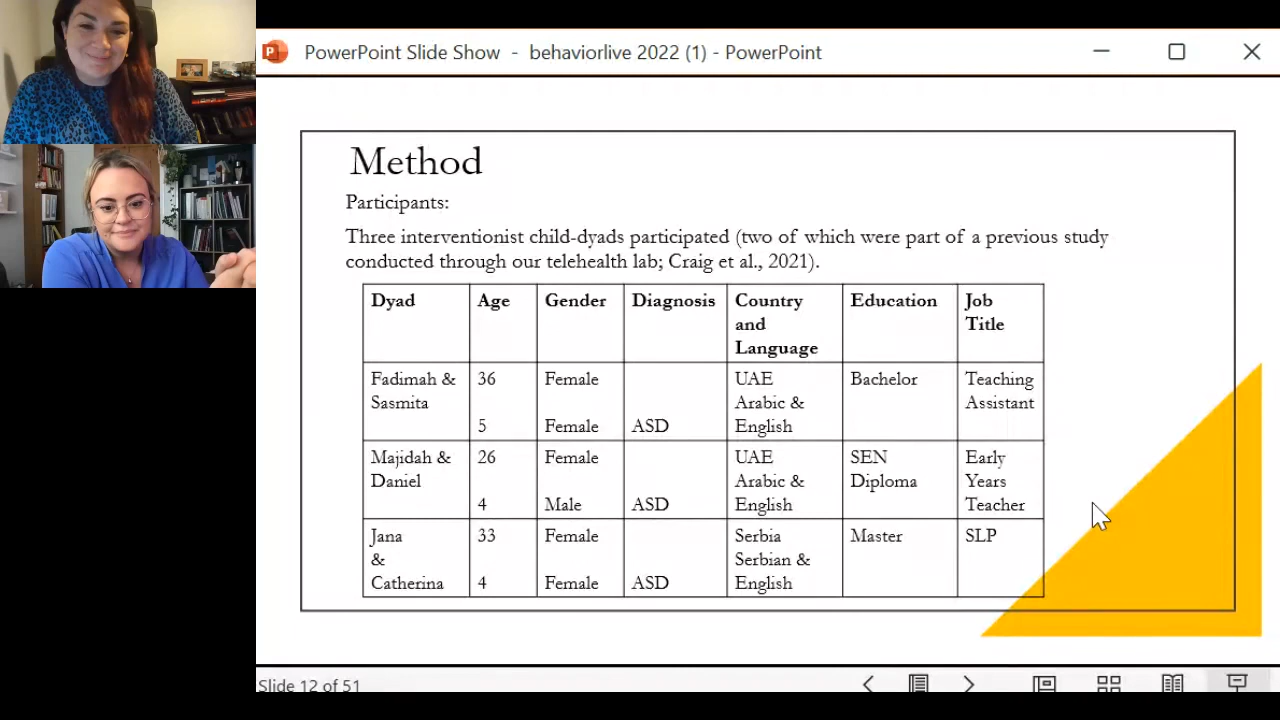 PowerPoint Slide Show - behaviorlive 2022 (1) - PowerPoint
Method
Participants:
Three interventionist child-dyads participated (two of which were part of a previous study
conducted through our telehealth lab; Craig et al., 2021).
Dyad Age Gender Diagnosis Country and Language Education Job Title
Fadimah & Sasmita 36 5 Female Female ASD UAE Arabic & English Bachelor Teaching Assistant
Majidah & Daniel 26 4 Female Male ASD UAE Arabic & English SEN Diploma Early Years Teacher
Jana & Catherina 33 4 Female Female ASD Serbia Serbian & English Master SLP
Slide 12 of 51